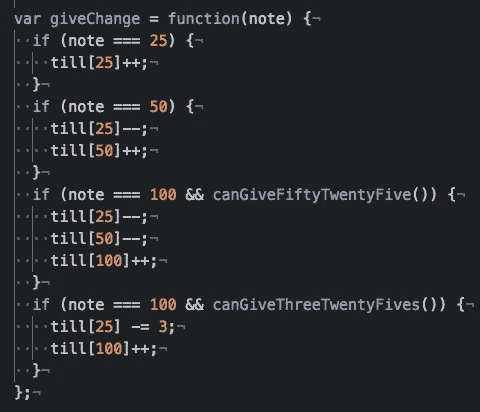 var giveChange = function(note) {¬
··if (note === 25) {¬
····till[25]++;¬
··}¬
··if (note === 50) {¬
····till[25]--;¬
····till[50]++;¬
··}¬
··if (note === 100 && canGiveFiftyTwentyFive()) {¬
····till[25]--;¬
····till[50]--;¬
····till[100]++;¬
··}¬
··if (note === 100 && canGiveThreeTwentyFives()) {¬
····till[25] -= 3;¬
····till[100]++;¬
··}¬
};¬